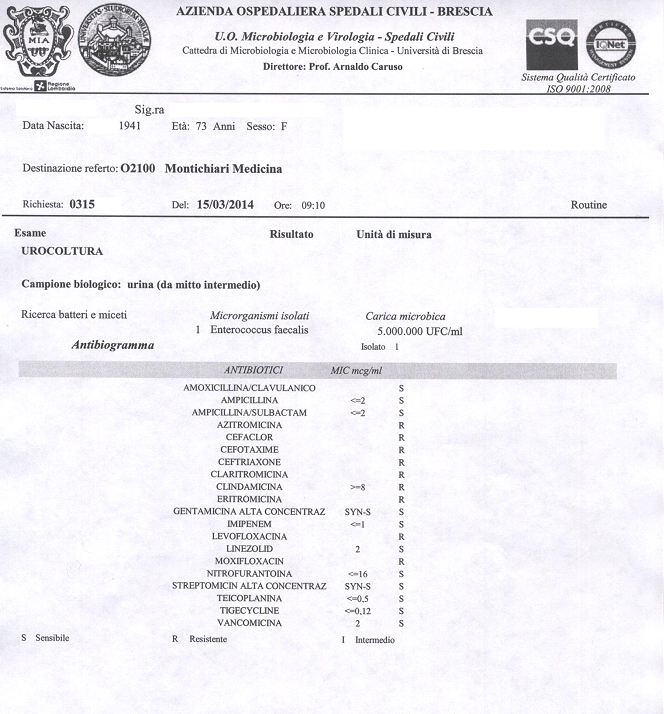 AZIENDA OSPEDALIERA SPEDALI CIVILI - BRESCIA
U.O. Microbiologia e Virologia - Spedali Civili
Cattedra di Microbiologia e Microbiologia Clinica - Università di Brescia
Direttore: Prof. Arnaldo Caruso
MIA
CSQ
IQNet
Sistema Qualità Certificato
ISO 9001:2008
Sistema Sanitario Regione Lombardia
Sig.ra
Data Nascita: 1941 Età: 73 Anni Sesso: F
Destinazione referto: O2100 Montichiari Medicina
Richiesta: 0315 Del: 15/03/2014 Ore: 09:10 Routine
Esame Risultato Unità di misura
UROCOLTURA
Campione biologico: urina (da mitto intermedio)
Ricerca batteri e miceti Microrganismi isolati Carica microbica
1 Enterococcus faecalis 5.000.000 UFC/ml
Antibiogramma Isolato 1
ANTIBIOTICI MIC mcg/ml
AMOXICILLINA/CLAVULANICO S
AMPICILLINA <=2 S
AMPICILLINA/SULBACTAM <=2 S
AZITROMICINA R
CEFACLOR R
CEFOTAXIME R
CEFTRIAXONE R
CLARITROMICINA R
CLINDAMICINA >=8 R
ERITROMICINA R
GENTAMICINA ALTA CONCENTRAZ SYN-S S
IMIPENEM <=1 S
LEVOFLOXACINA R
LINEZOLID 2 S
MOXIFLOXACIN R
NITROFURANTOINA <=16 S
STREPTOMICIN ALTA CONCENTRAZ SYN-S S
TEICOPLANINA <=0,5 S
TIGECYCLINE <=0,12 S
VANCOMICINA 2 S
S Sensibile R Resistente I Intermedio